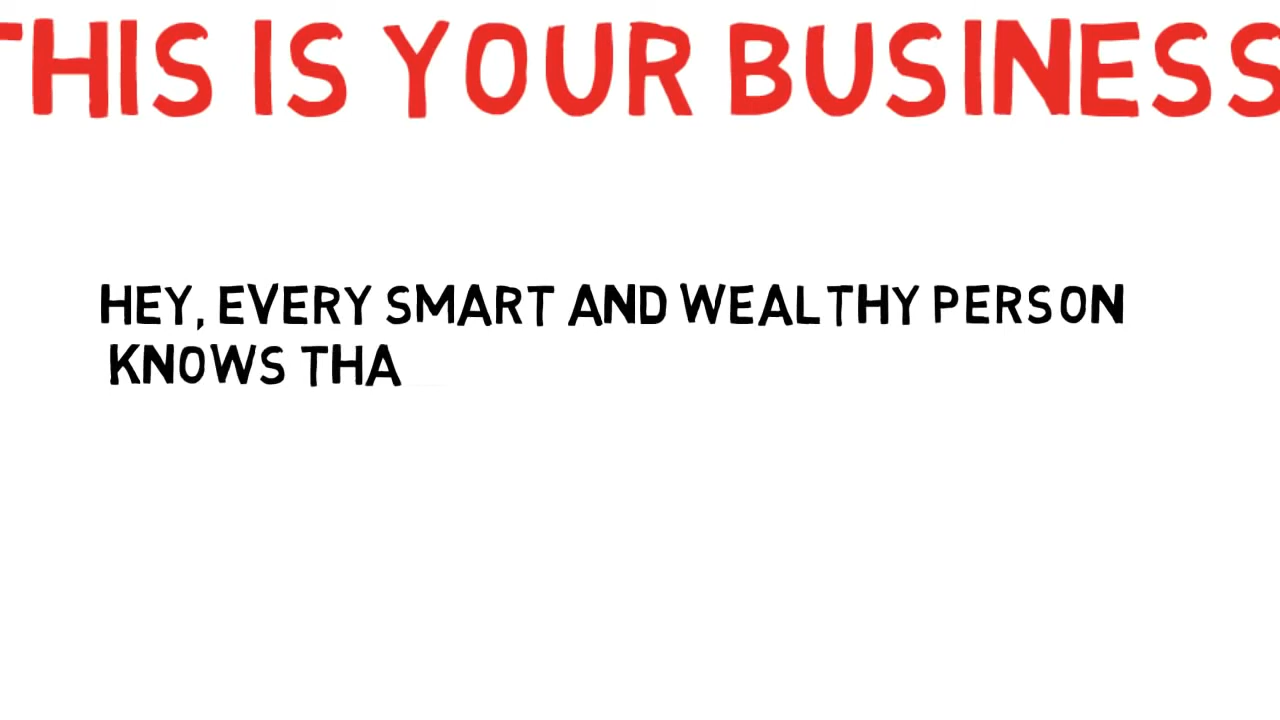 THIS IS YOUR BUSINESS
HEY, EVERY SMART AND WEALTHY PERSON
KNOWS THA